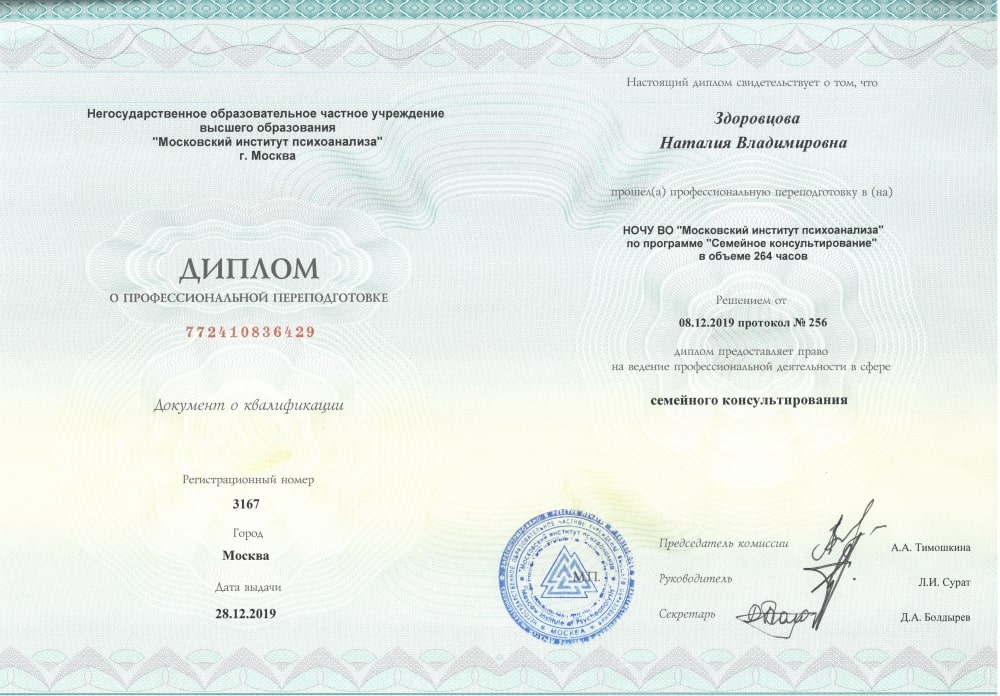 Негосударственное образовательное частное учреждение
высшего образования
"Московский институт психоанализа"
г. Москва
ДИПЛОМ
О ПРОФЕССИОНАЛЬНОЙ ПЕРЕПОДГОТОВКЕ
772410836429
Документ о квалификации
Регистрационный номер
3167
Город
Москва
Дата выдачи
28.12.2019
Настоящий диплом свидетельствует о том, что
Здоровцова
Наталия Владимировна
прошел(а) профессиональную переподготовку в (на)
НОЧУ ВО "Московский институт психоанализа"
по программе "Семейное консультирование"
в объеме 264 часов
Решением от
08.12.2019 протокол № 256
диплом предоставляет право
на ведение профессиональной деятельности в сфере
семейного консультирования
Председатель комиссии
А.А. Тимошкина
М.П.
Руководитель
Л.И. Сурат
Секретарь
Д.А. Болдырев
"Московский институт психоанализа"
"Moscow Institute of Psychoanalysis"
МОСКВА